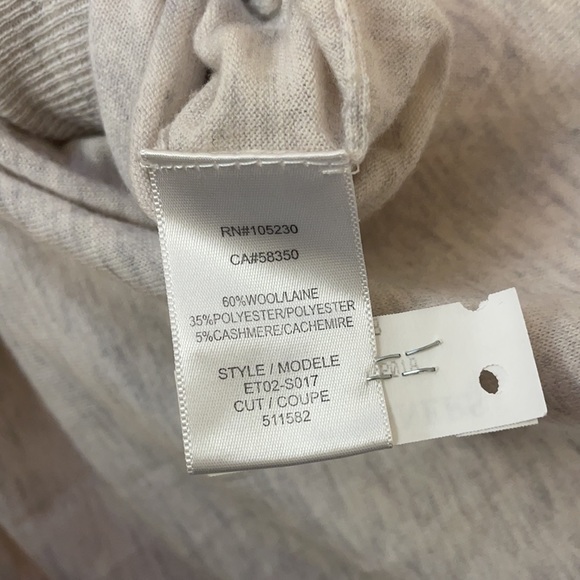 RN#105230
CA#58350
60%WOOL/LAINE
35%POLYESTER/POLYESTER
5%CASHMERE/CACHEMIRE
STYLE / MODELE
ET02-S017
CUT / COUPE
511582